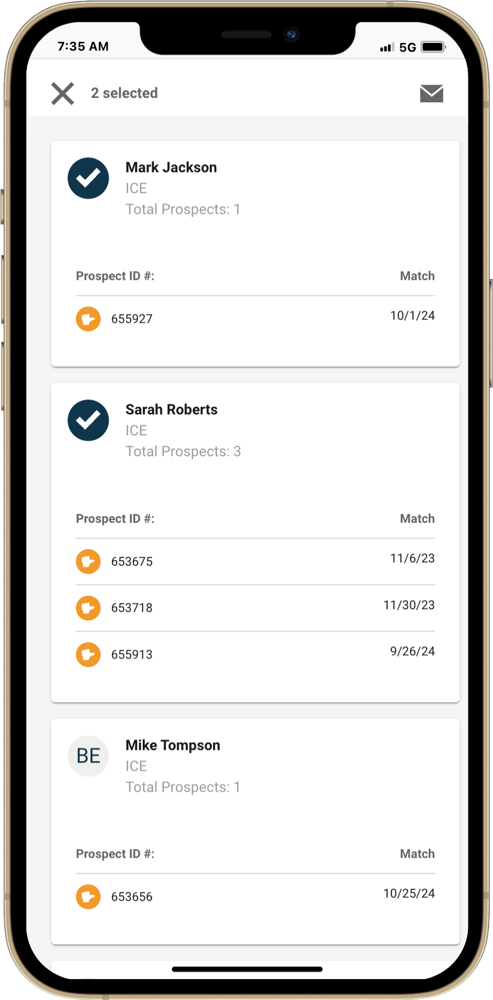 7:35 AM 5G
2 selected
Mark Jackson
ICE
Total Prospects: 1
Prospect ID #: Match
655927 10/1/24
Sarah Roberts
ICE
Total Prospects: 3
Prospect ID #: Match
653675 11/6/23
653718 11/30/23
655913 9/26/24
BE Mike Tompson
ICE
Total Prospects: 1
Prospect ID #: Match
653656 10/25/24